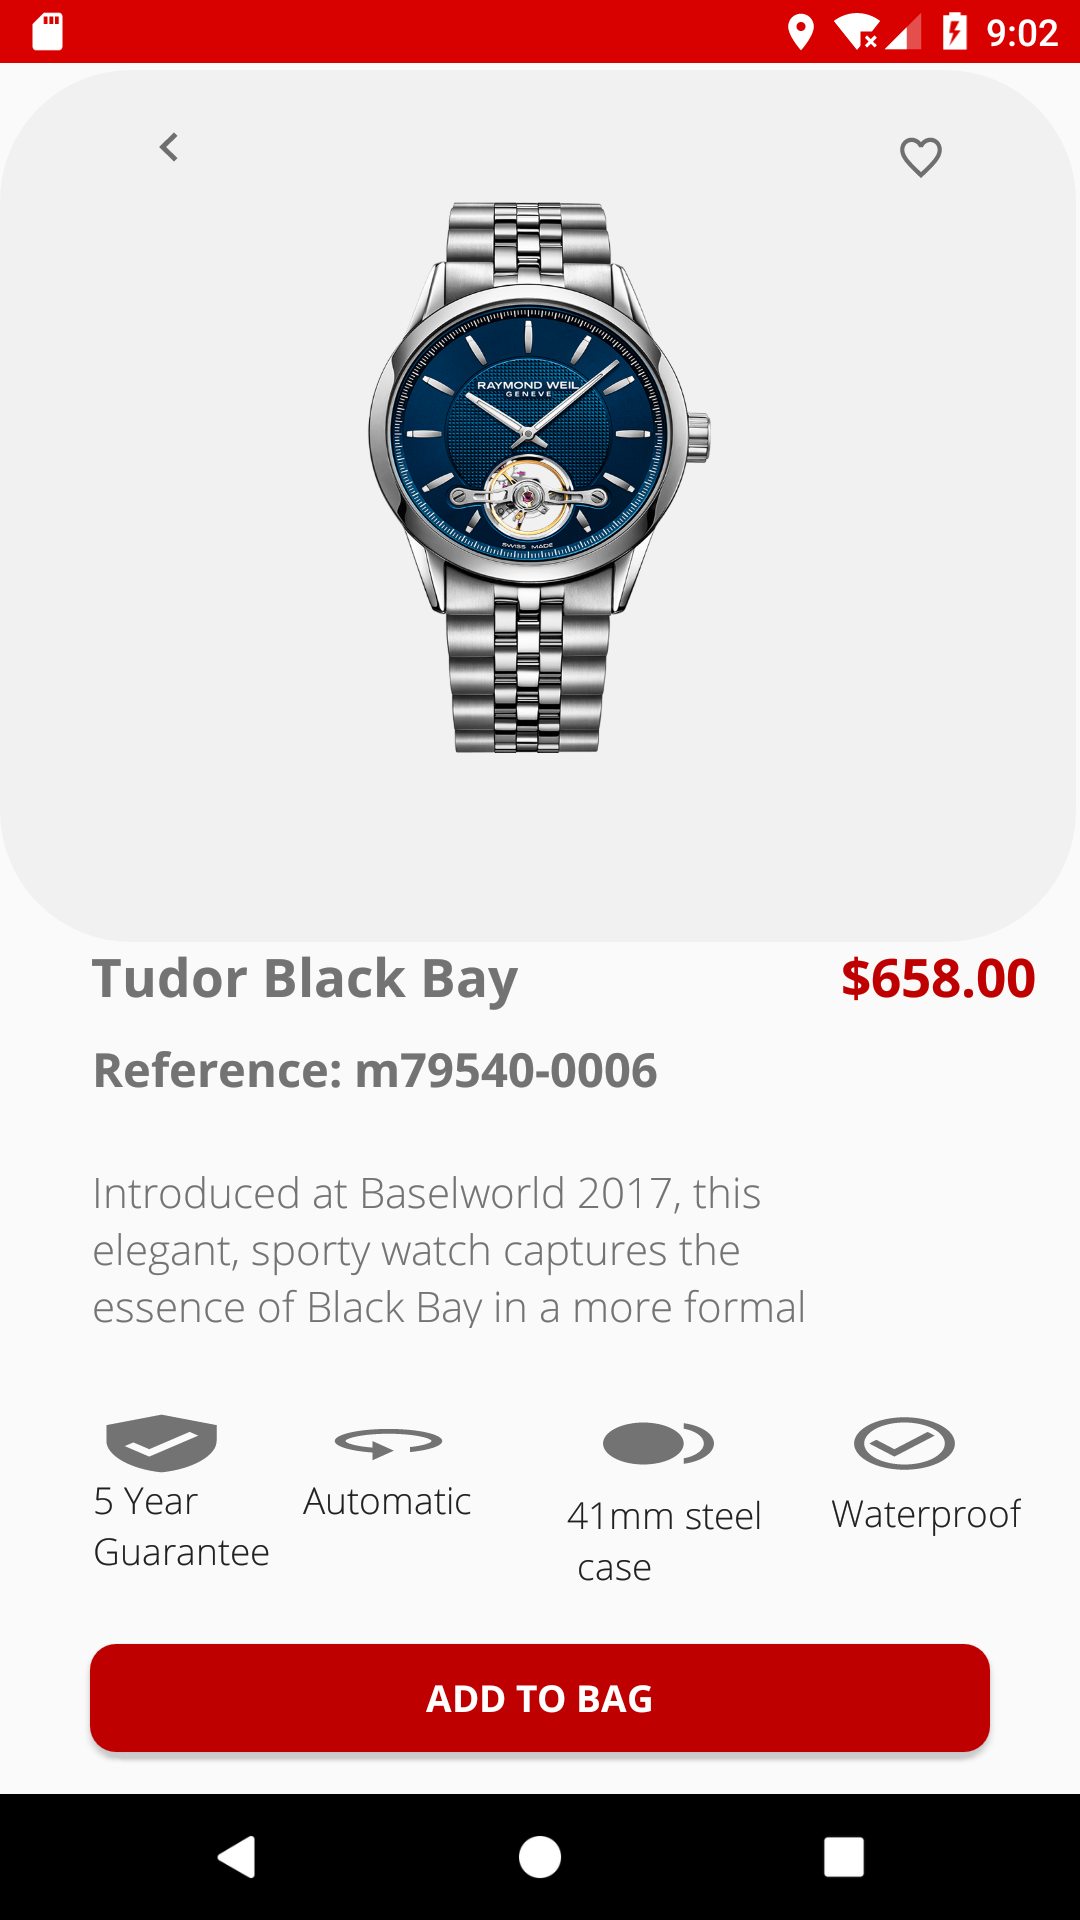 9:02
RAYMOND WEIL
GENEVE
SWISS MADE
Tudor Black Bay
$658.00
Reference: m79540-0006
Introduced at Baselworld 2017, this
elegant, sporty watch captures the
essence of Black Bay in a more formal
5 Year
Guarantee
Automatic
41mm steel
case
Waterproof
ADD TO BAG